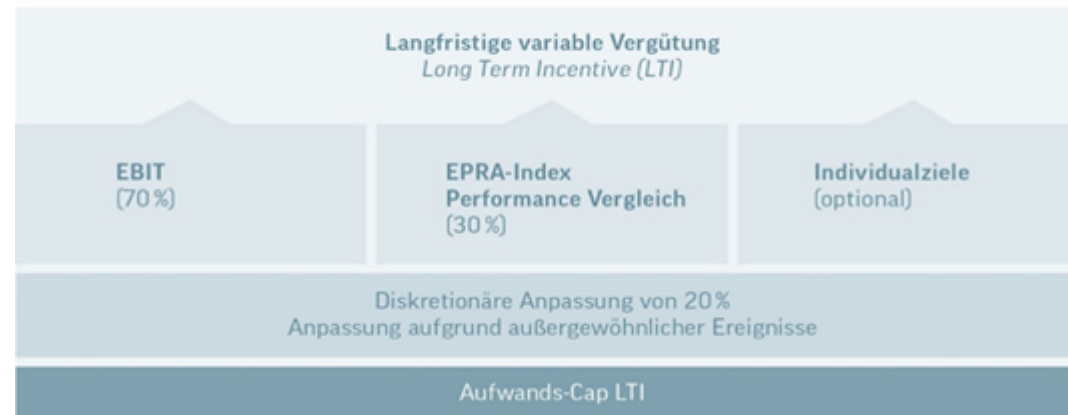 Langfristige variable Vergütung
Long Term Incentive (LTI)
EBIT
(70 %)
EPRA-Index
Performance Vergleich
(30 %)
Individualziele
(optional)
Diskretionäre Anpassung von 20 %
Anpassung aufgrund außergewöhnlicher Ereignisse
Aufwands-Cap LTI